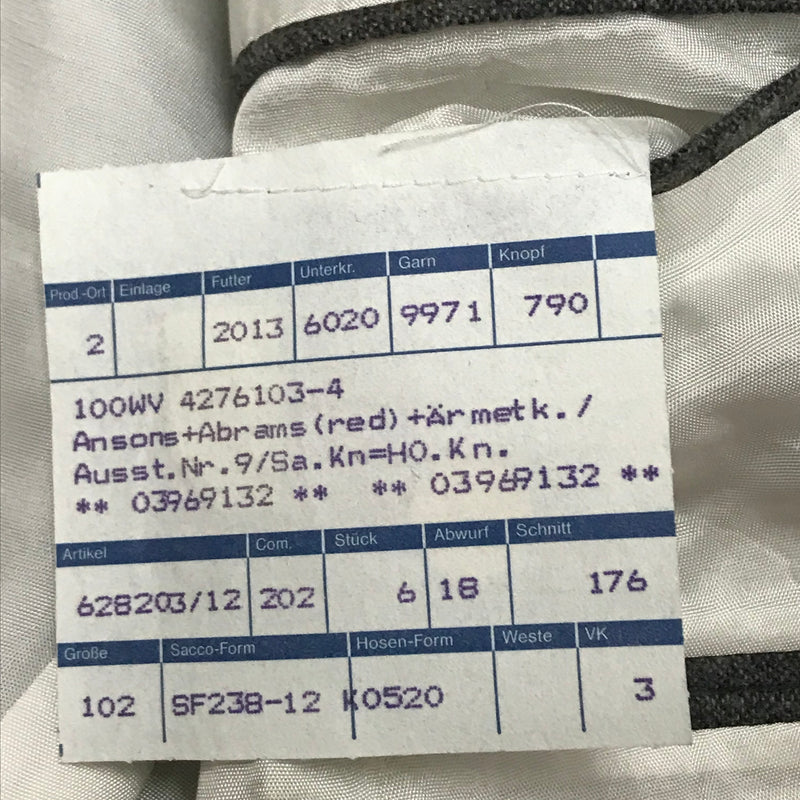 Prod.-Ort Einlage Futter Unterkr. Garn Knopf
2 2013 6020 9971 790
100WV 4276103-4
Ansons+Abrams(red)+Ärmetk./
Ausst.Nr.9/Sa.Kn=HO.Kn.
** 03969132 ** ** 03969132 **
Artikel Com. Stück Abwurf Schnitt
628203/12 202 6 18 176
Größe Sacco-Form Hosen-Form Weste VK
102 SF238-12 K0520 3